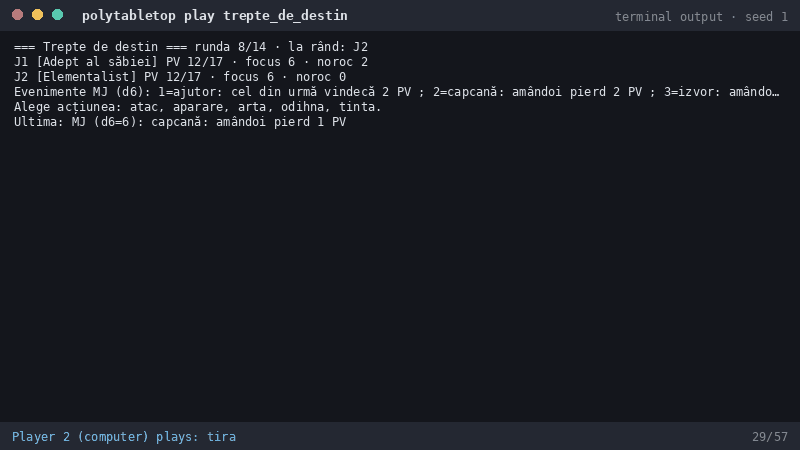 polytabletop play trepte_de_destin
terminal output · seed 1
=== Trepte de destin === runda 8/14 · la rând: J2
J1 [Adept al săbiei] PV 12/17 · focus 6 · noroc 2
J2 [Elementalist] PV 12/17 · focus 6 · noroc 0
Evenimente MJ (d6): 1=ajutor: cel din urmă vindecă 2 PV ; 2=capcană: amândoi pierd 2 PV ; 3=izvor: amândo…
Alege acțiunea: atac, aparare, arta, odihna, tinta.
Ultima: MJ (d6=6): capcană: amândoi pierd 1 PV
Player 2 (computer) plays: tira
29/57